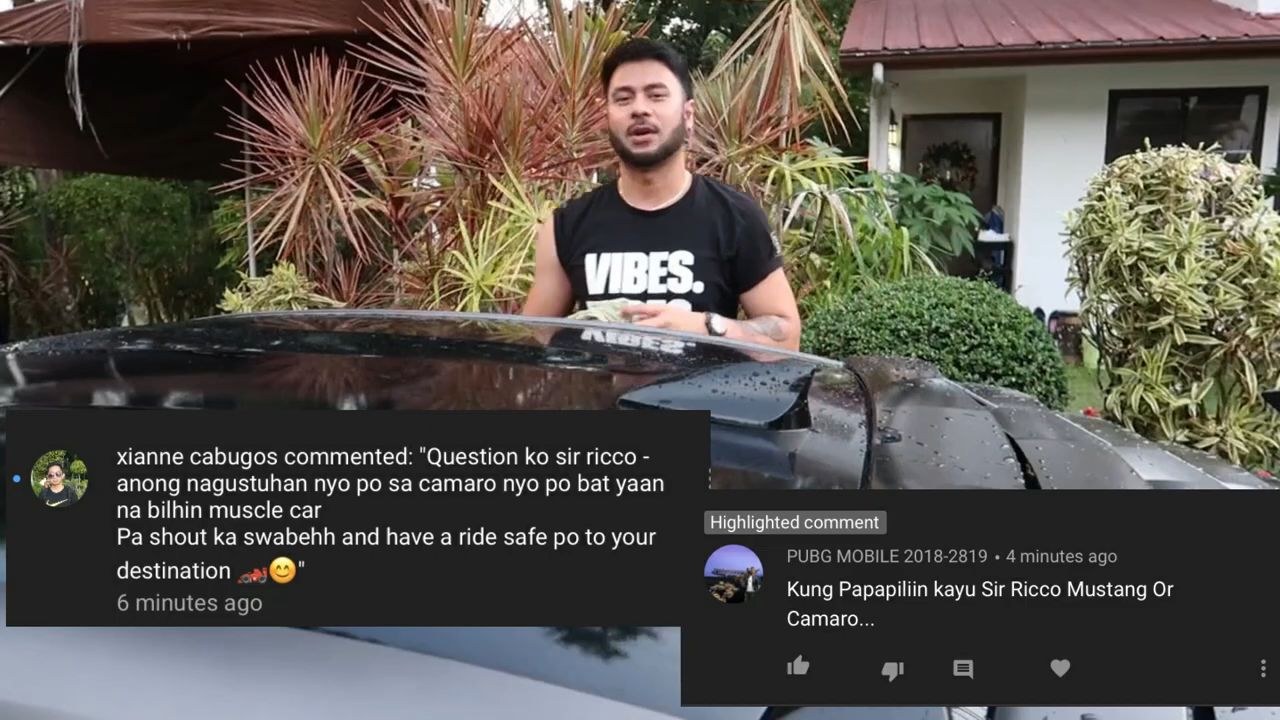 VIBES.
VIBES.
xianne cabugos commented: "Question ko sir ricco -
anong nagustuhan nyo po sa camaro nyo po bat yaan
na bilhin muscle car
Pa shout ka swabehh and have a ride safe po to your
destination 🏎️😊"
6 minutes ago
Highlighted comment
PUBG MOBILE 2018-2819 • 4 minutes ago
Kung Papapiliin kayu Sir Ricco Mustang Or
Camaro...